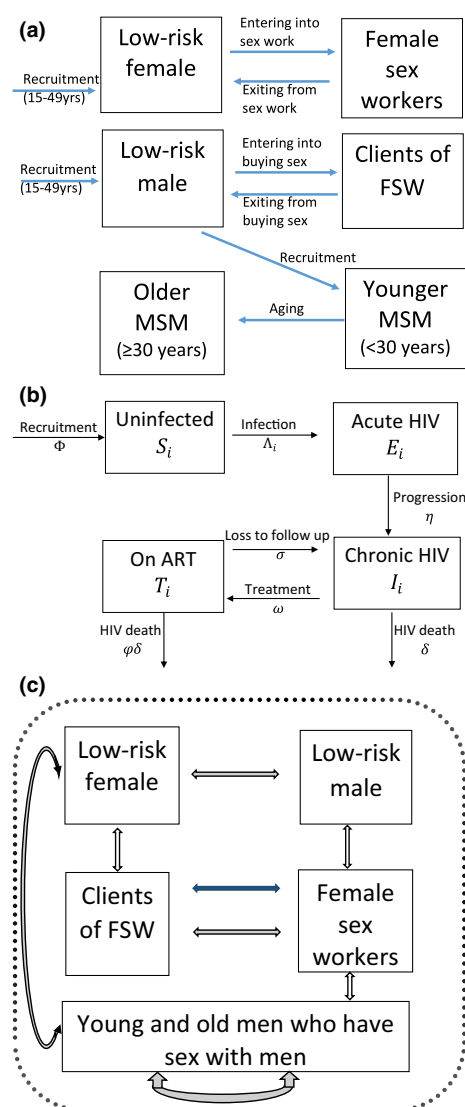 (a)
Low-risk
female
Entering into
sex work
Female
sex
workers
Recruitment
(15-49yrs)
Exiting from
sex work
Low-risk
male
Entering into
buying sex
Clients of
FSW
Recruitment
(15-49yrs)
Exiting from
buying sex
Recruitment
Older
MSM
(≥30 years)
Aging
Younger
MSM
(<30 years)
(b)
Recruitment
Φ
Uninfected
S_i
Infection
Λ_i
Acute HIV
E_i
Progression
η
On ART
T_i
Loss to follow up
σ
Treatment
ω
Chronic HIV
I_i
HIV death
φδ
HIV death
δ
(c)
Low-risk
female
Low-risk
male
Clients
of FSW
Female
sex
workers
Young and old men who have
sex with men